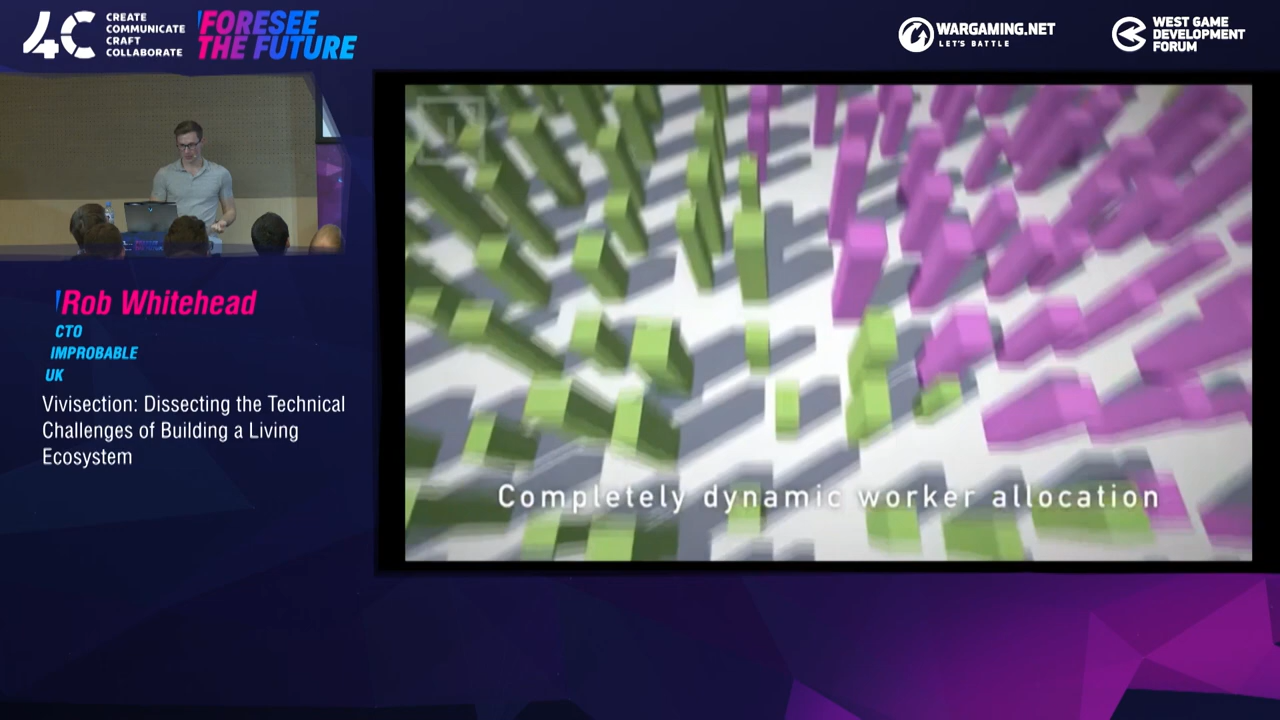 4C
CREATE
COMMUNICATE
CRAFT
COLLABORATE
FORESEE
THE FUTURE
WARGAMING.NET
LET'S BATTLE
WEST GAME
DEVELOPMENT
FORUM
Rob Whitehead
CTO
IMPROBABLE
UK
Vivisection: Dissecting the Technical
Challenges of Building a Living
Ecosystem
Completely dynamic worker allocation